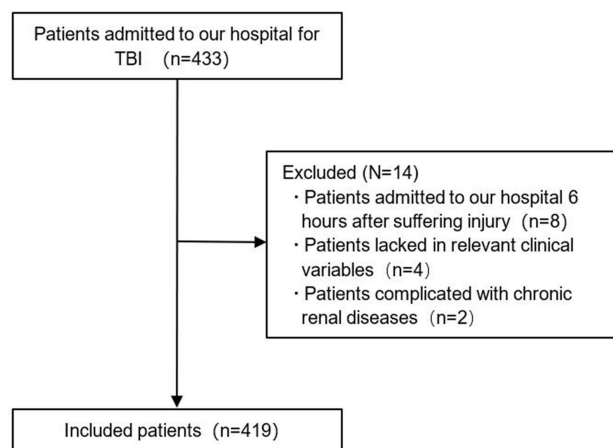 Patients admitted to our hospital for
TBI （n=433)
Excluded (N=14)
· Patients admitted to our hospital 6
hours after suffering injury（n=8)
· Patients lacked in relevant clinical
variables（n=4）
· Patients complicated with chronic
renal diseases（n=2）
Included patients（n=419)